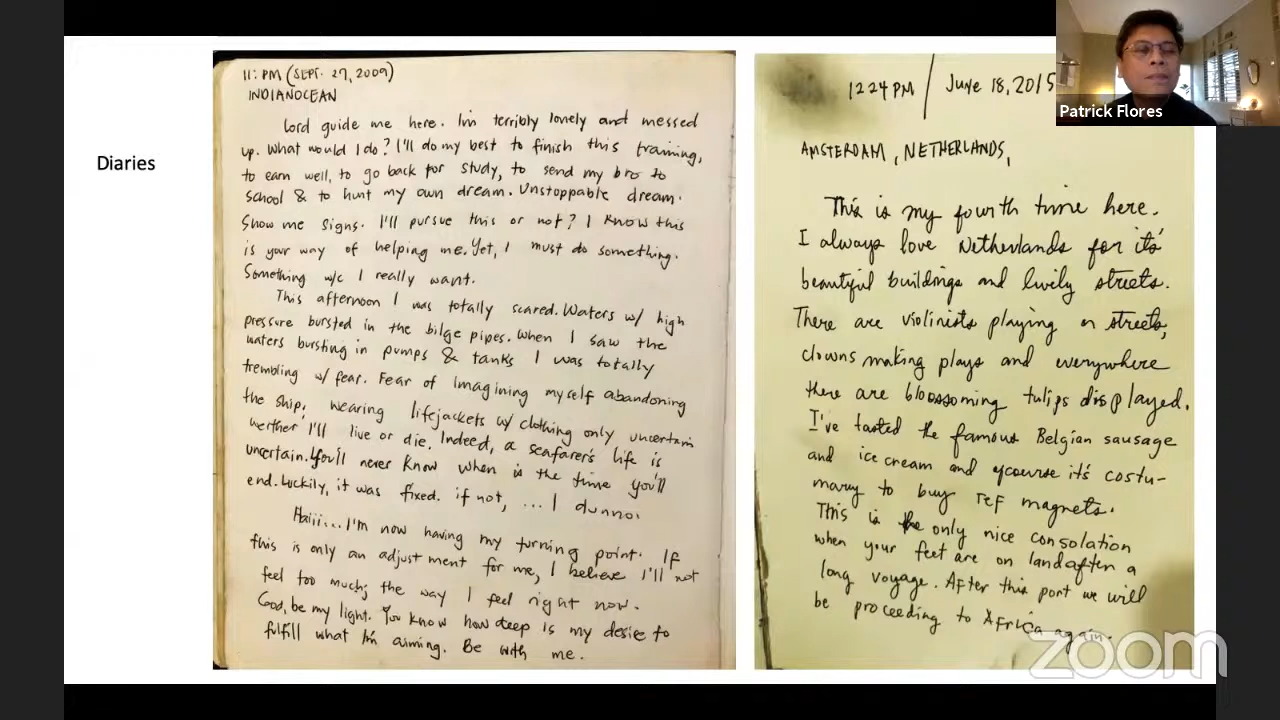 Diaries
11: PM (SEPT. 27, 2009)
INDIANOCEAN
Lord guide me here. I'm terribly lonely and messed
up. What would I do? I'll do my best to finish this training,
to earn well, to go back for study, to send my bro to
school & to hunt my own dream. Unstoppable dream.
Show me signs. I'll pursue this or not? I know this
is your way of helping me. Yet, I must do something.
Something w/c I really want.
This afternoon I was totally scared. Waters w/ high
pressure bursted in the bilge pipes. When I saw the
waters bursting in pumps & tanks I was totally
trembling w/ fear. Fear of imagining myself abandoning
the ship; wearing lifejackets w/ clothing only uncertain
werther I'll live or die. Indeed, a seafarer's life is
uncertain. You'll never know when is the time you'll
end. Luckily, it was fixed. if not, ... I dunno.
Haiii... I'm now having my turning point. If
this is only an adjustment for me, I believe I'll not
feel too much; the way I feel right now.
God, be my light. You know how deep is my desire to
fulfill what I'm aiming. Be with me.
1224 PM / June 18, 2015
AMSTERDAM, NETHERLANDS,
This is my fourth time here.
I always love Netherlands for it's
beautiful buildings and lively streets.
There are violinists playing on streets,
clowns making plays and everywhere
there are bloossoming tulips displayed.
I've tasted the famous Belgian sausage
and ice cream and ofcourse it's costu-
mary to buy ref magnets.
This is the only nice consolation
when your feet are on land after a
long voyage. After this port we will
be proceeding to Africa again.
Patrick Flores
zoom